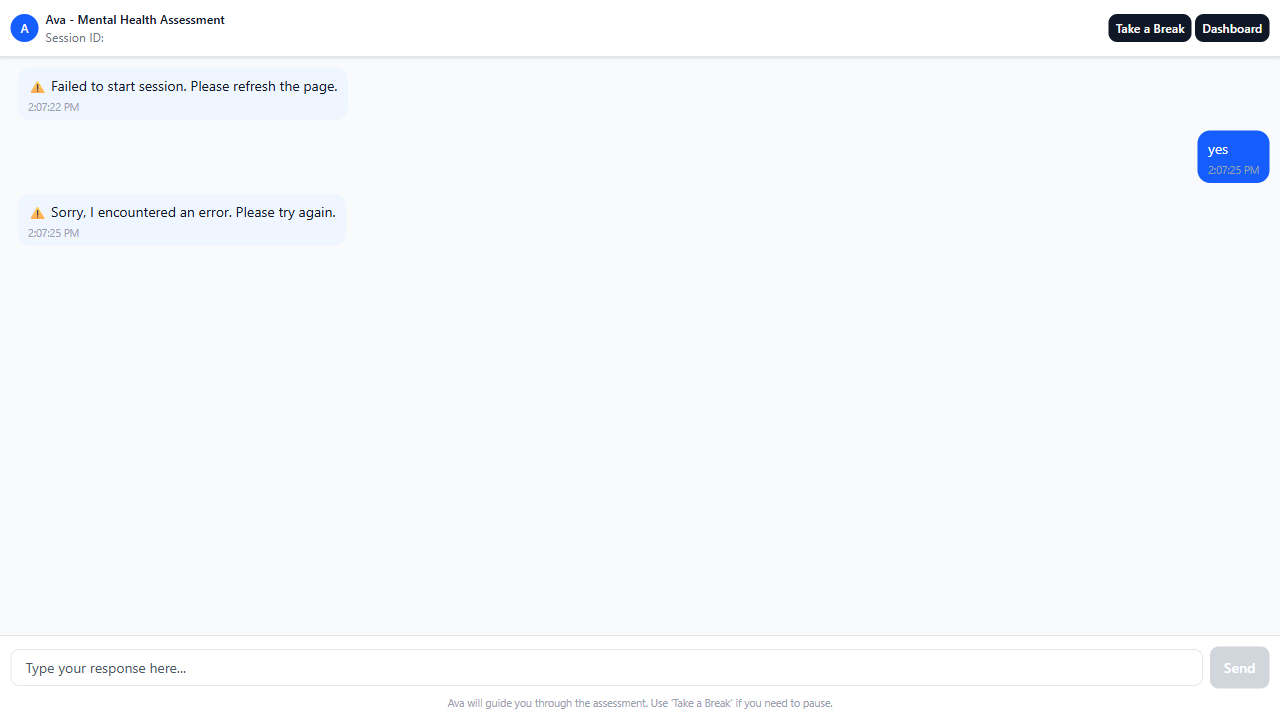 A
Ava - Mental Health Assessment
Session ID:
Take a Break
Dashboard
⚠️ Failed to start session. Please refresh the page.
2:07:22 PM
yes
2:07:25 PM
⚠️ Sorry, I encountered an error. Please try again.
2:07:25 PM
Type your response here...
Send
Ava will guide you through the assessment. Use 'Take a Break' if you need to pause.